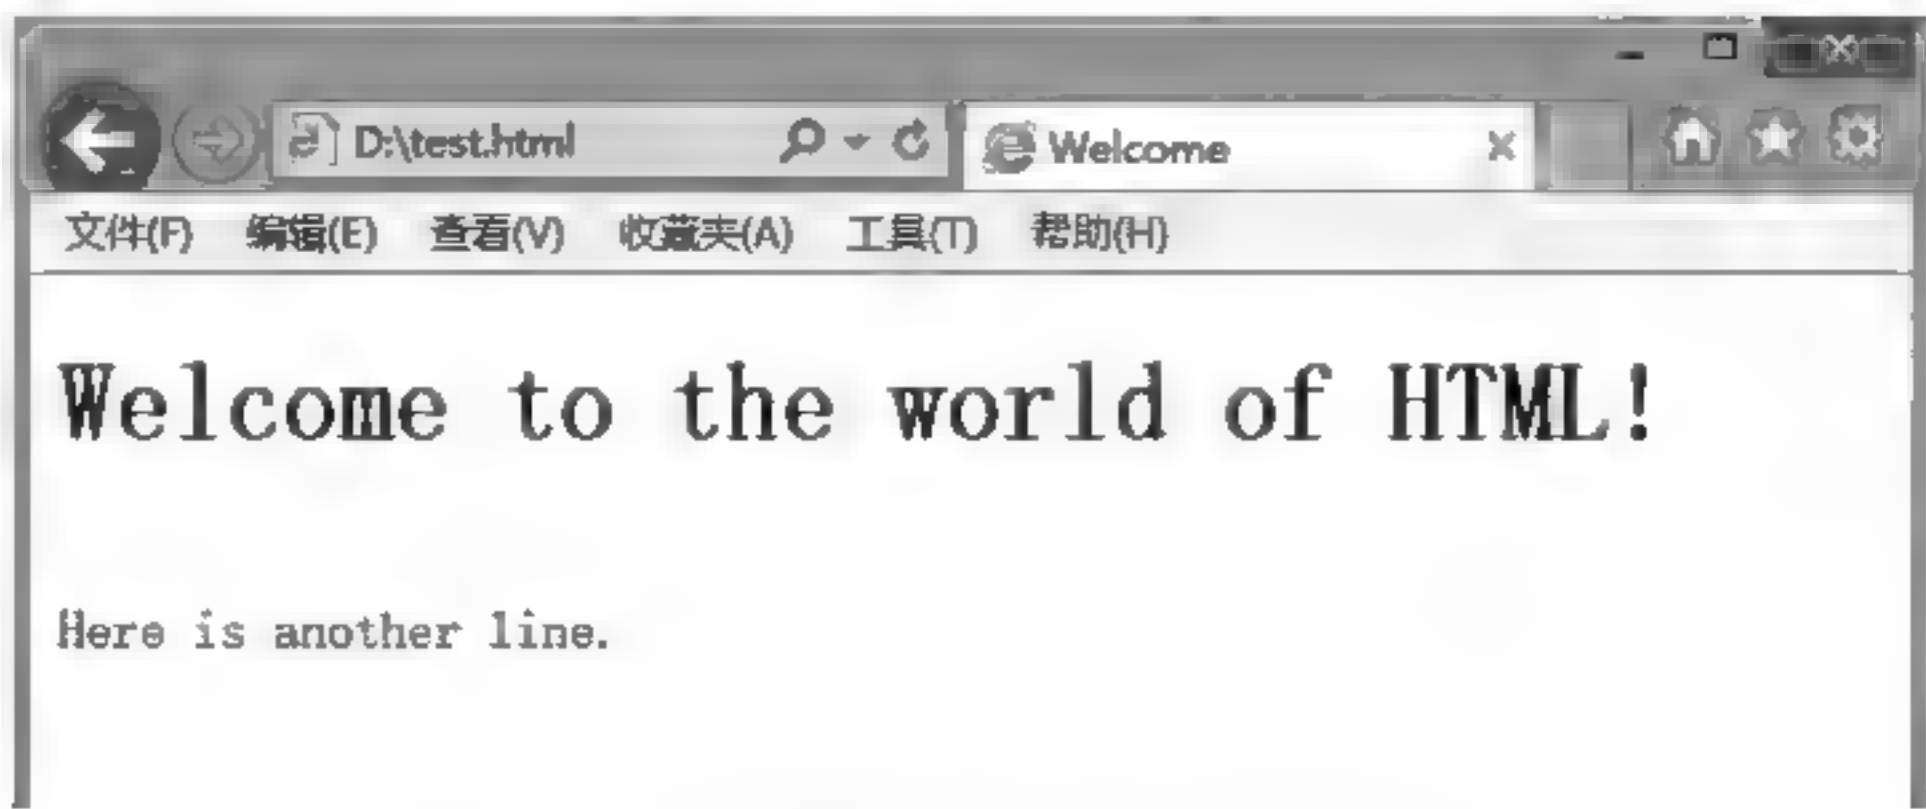 D:\test.html
Welcome
文件(F) 编辑(E) 查看(V) 收藏夹(A) 工具(T) 帮助(H)
Welcome to the world of HTML!
Here is another line.